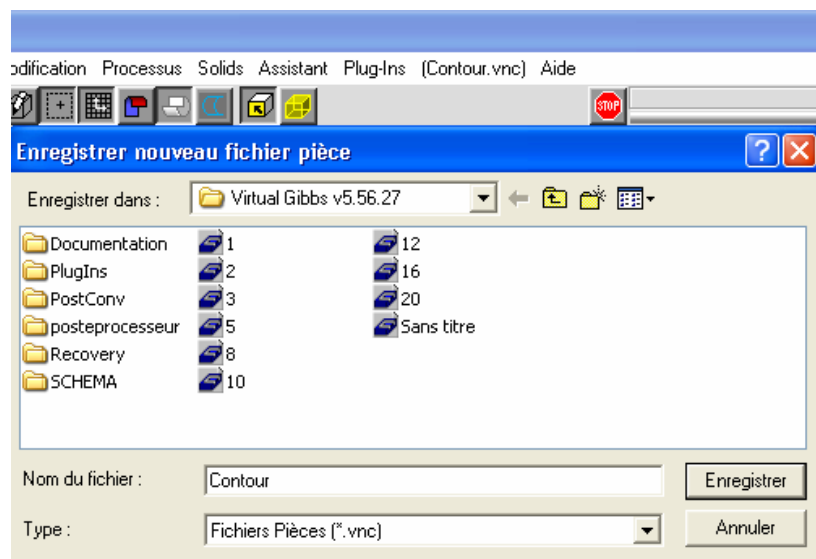 odification Processus Solids Assistant Plug-Ins (Contour.vnc) Aide
STOP
Enregistrer nouveau fichier pièce
Enregistrer dans : Virtual Gibbs v5.56.27
Documentation 1 12
PlugIns 2 16
PostConv 3 20
posteprocesseur 5 Sans titre
Recovery 8
SCHEMA 10
Nom du fichier : Contour Enregistrer
Type : Fichiers Pièces (*.vnc) Annuler